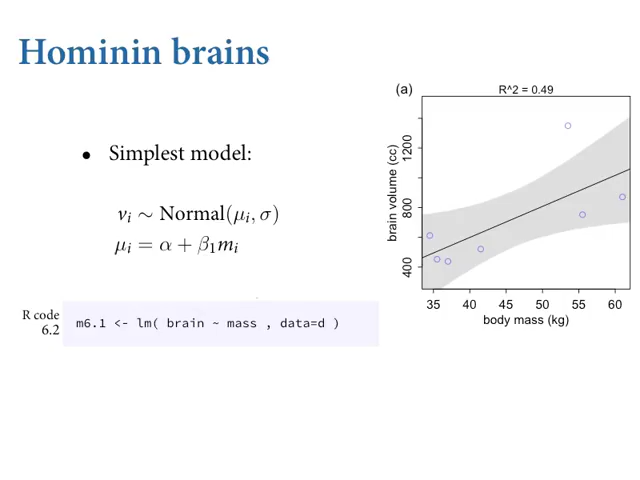 Hominin brains
• Simplest model:
vᵢ ∼ Normal(μᵢ, σ)
μᵢ = α + β₁mᵢ
R code
6.2
m6.1 <- lm( brain ~ mass , data=d )
(a)
R^2 = 0.49
brain volume (cc)
1200
800
400
35 40 45 50 55 60
body mass (kg)